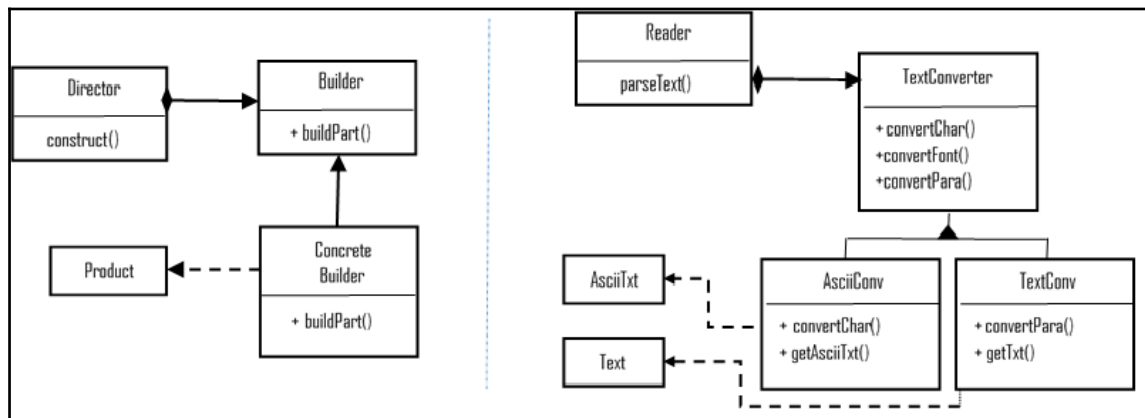 Director
construct()
Builder
+ buildPart()
Product
Concrete
Builder
+ buildPart()
Reader
parseText()
TextConverter
+ convertChar()
+convertFont()
+convertPara()
AsciiTxt
Text
AsciiConv
+ convertChar()
+ getAsciiTxt()
TextConv
+ convertPara()
+ getTxt()